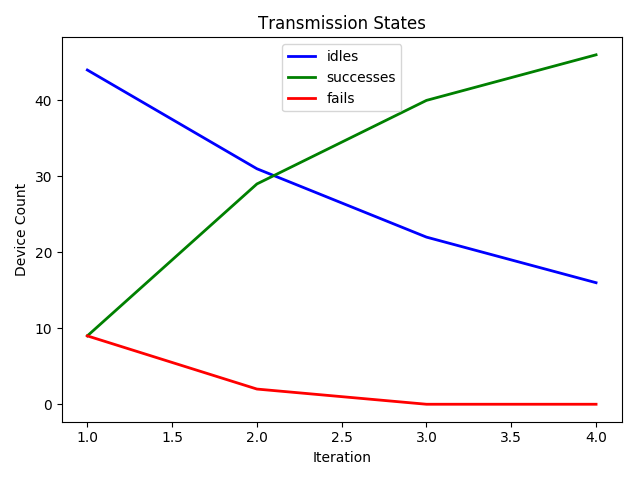 Transmission States
idles
successes
fails
Device Count
40
30
20
10
0
1.0 1.5 2.0 2.5 3.0 3.5 4.0
Iteration